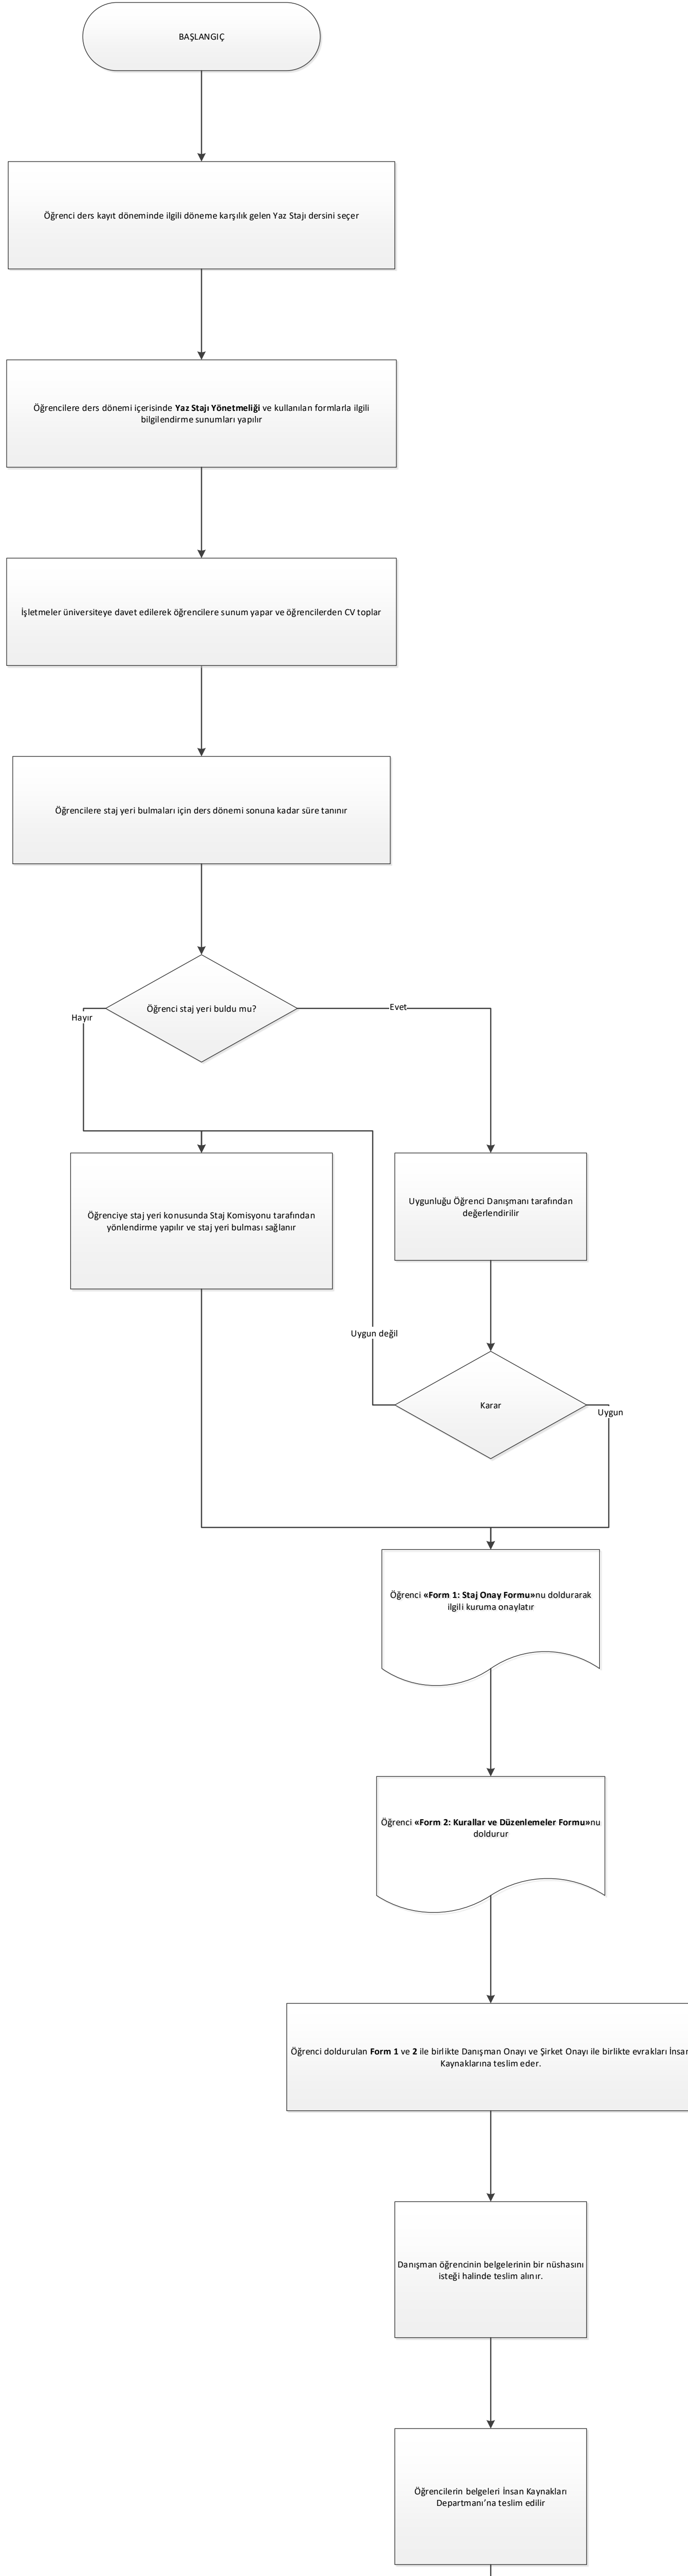 BAŞLANGIÇ
Öğrenci ders kayıt döneminde ilgili döneme karşılık gelen Yaz Stajı dersini seçer
Öğrencilere ders dönemi içerisinde Yaz Stajı Yönetmeliği ve kullanılan formlarla ilgili
bilgilendirme sunumları yapılır
İşletmeler üniversiteye davet edilerek öğrencilere sunum yapar ve öğrencilerden CV toplar
Öğrencilere staj yeri bulmaları için ders dönemi sonuna kadar süre tanınır
Öğrenci staj yeri buldu mu?
Hayır
Evet
Öğrenciye staj yeri konusunda Staj Komisyonu tarafından
yönlendirme yapılır ve staj yeri bulması sağlanır
Uygunluğu Öğrenci Danışmanı tarafından
değerlendirilir
Uygun değil
Karar
Uygun
Öğrenci «Form 1: Staj Onay Formu»nu doldurarak
ilgili kuruma onaylatır
Öğrenci «Form 2: Kurallar ve Düzenlemeler Formu»nu
doldurur
Öğrenci doldurulan Form 1 ve 2 ile birlikte Danışman Onayı ve Şirket Onayı ile birlikte evrakları İnsan
Kaynaklarına teslim eder.
Danışman öğrencinin belgelerinin bir nüshasını
isteği halinde teslim alınır.
Öğrencilerin belgeleri İnsan Kaynakları
Departmanı'na teslim edilir